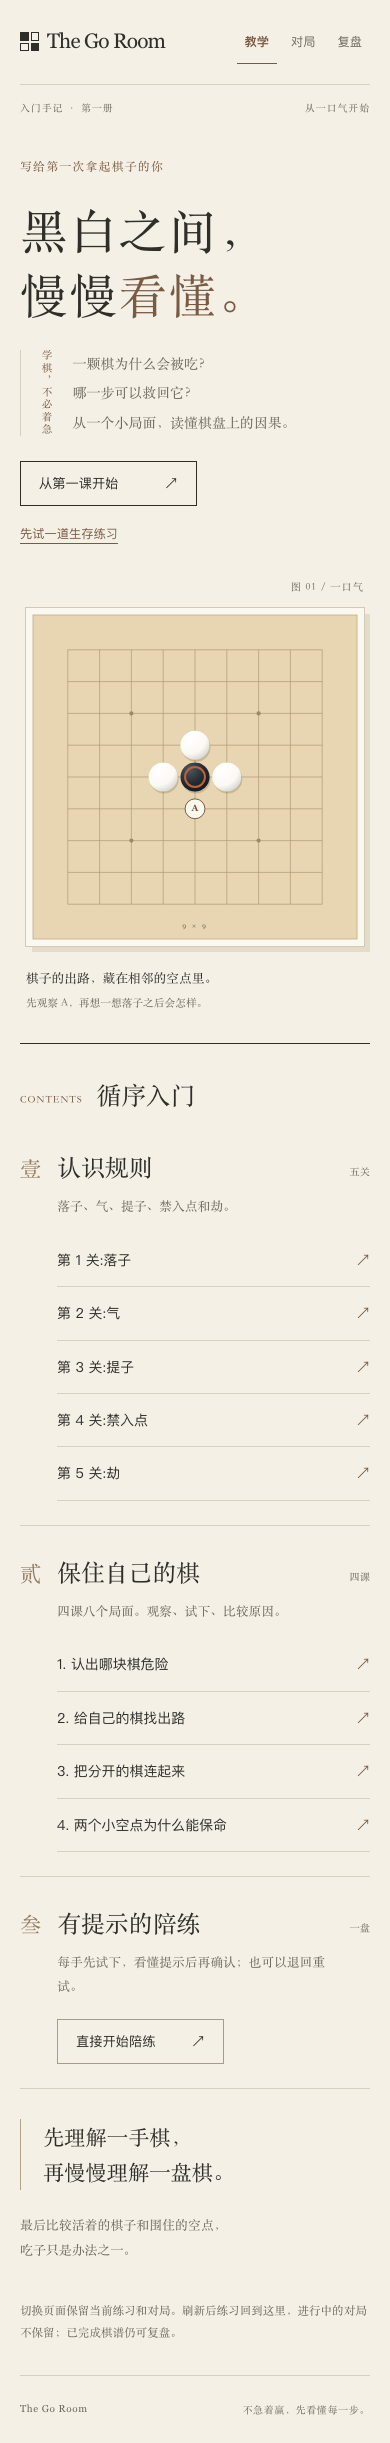 The Go Room
教学 对局 复盘
入门手记 · 第一册
从一口气开始
写给第一次拿起棋子的你
黑白之间，
慢慢看懂。
学棋，不必着急
一颗棋为什么会被吃？
哪一步可以救回它？
从一个小局面，读懂棋盘上的因果。
从第一课开始 ↗
先试一道生存练习
图 01 / 一口气
A
9 × 9
棋子的出路，藏在相邻的空点里。
先观察 A，再想一想落子之后会怎样。
CONTENTS 循序入门
壹 认识规则 五关
落子、气、提子、禁入点和劫。
第 1 关:落子 ↗
第 2 关:气 ↗
第 3 关:提子 ↗
第 4 关:禁入点 ↗
第 5 关:劫 ↗
贰 保住自己的棋 四课
四课八个局面。观察、试下、比较原因。
1. 认出哪块棋危险 ↗
2. 给自己的棋找出路 ↗
3. 把分开的棋连起来 ↗
4. 两个小空点为什么能保命 ↗
叁 有提示的陪练 一盘
每手先试下，看懂提示后再确认；也可以退回重
试。
直接开始陪练 ↗
先理解一手棋，
再慢慢理解一盘棋。
最后比较活着的棋子和围住的空点，
吃子只是办法之一。
切换页面保留当前练习和对局。刷新后练习回到这里，进行中的对局
不保留；已完成棋谱仍可复盘。
The Go Room
不急着赢，先看懂每一步。